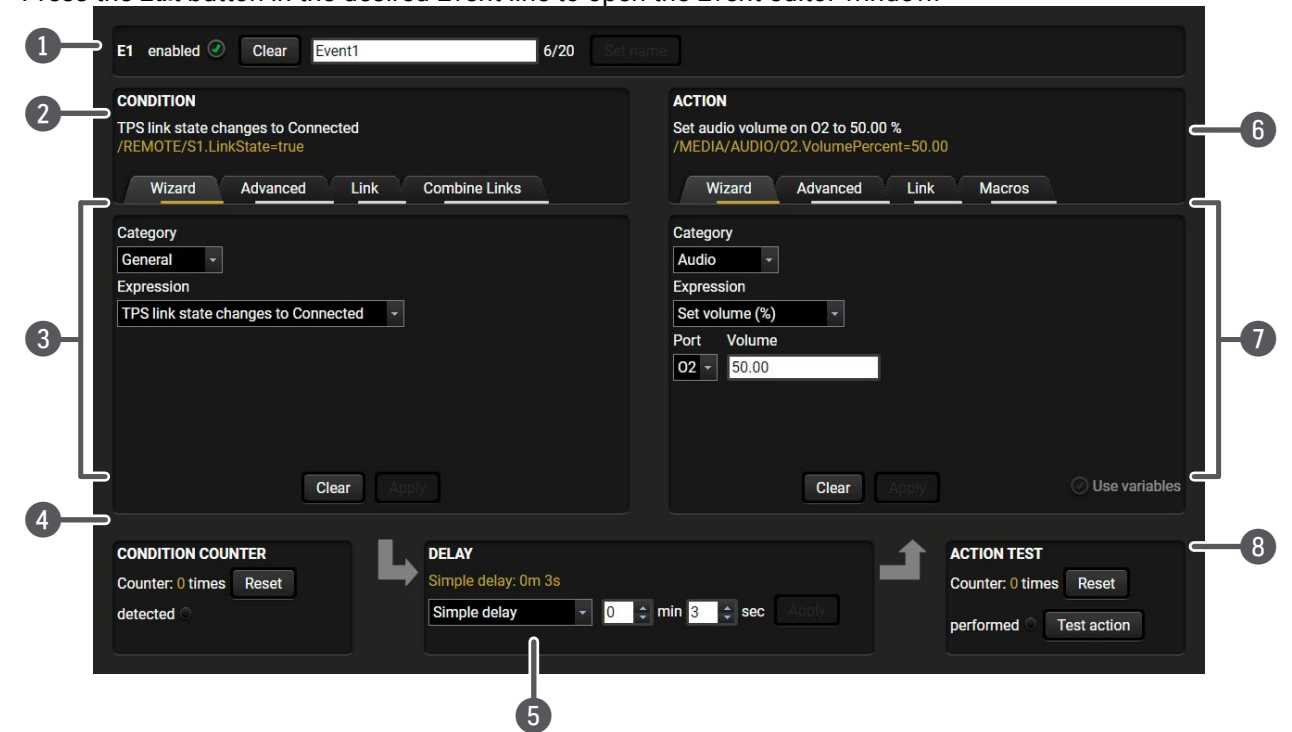 Press the Edit button in the desired Event line to open the Event editor window.
1
E1 enabled Clear Event1 6/20 Set name
2
CONDITION
TPS link state changes to Connected
/REMOTE/S1.LinkState=true
Wizard Advanced Link Combine Links
ACTION
Set audio volume on O2 to 50.00 %
/MEDIA/AUDIO/O2.VolumePercent=50.00
6
Wizard Advanced Link Macros
3
Category
General
Expression
TPS link state changes to Connected
Clear Apply
Category
Audio
Expression
Set volume (%)
Port Volume
O2 50.00
7
Clear Apply Use variables
4
CONDITION COUNTER
Counter: 0 times Reset
detected
DELAY
Simple delay: 0m 3s
Simple delay 0 min 3 sec Apply
5
ACTION TEST
8
Counter: 0 times Reset
performed Test action